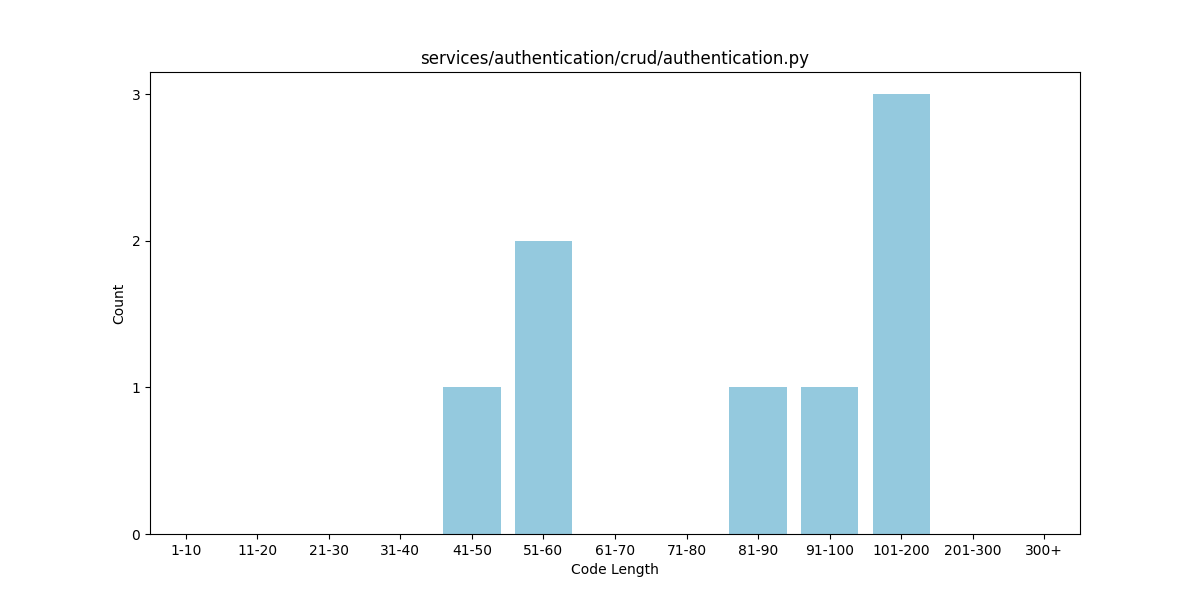 services/authentication/crud/authentication.py
3
2
1
0
Count
1-10 11-20 21-30 31-40 41-50 51-60 61-70 71-80 81-90 91-100 101-200 201-300 300+
Code Length